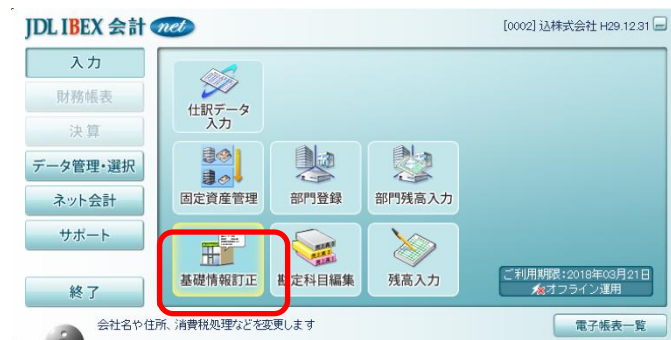 JDL IBEX 会計 net
[0002] 込株式会社 H29.12.31
入力
財務帳表
決算
データ管理・選択
ネット会計
サポート
終了
仕訳データ
入力
固定資産管理
部門登録
部門残高入力
基礎情報訂正
勘定科目編集
残高入力
ご利用期限:2018年03月21日
オフライン運用
会社名や住所、消費税処理などを変更します
電子帳表一覧